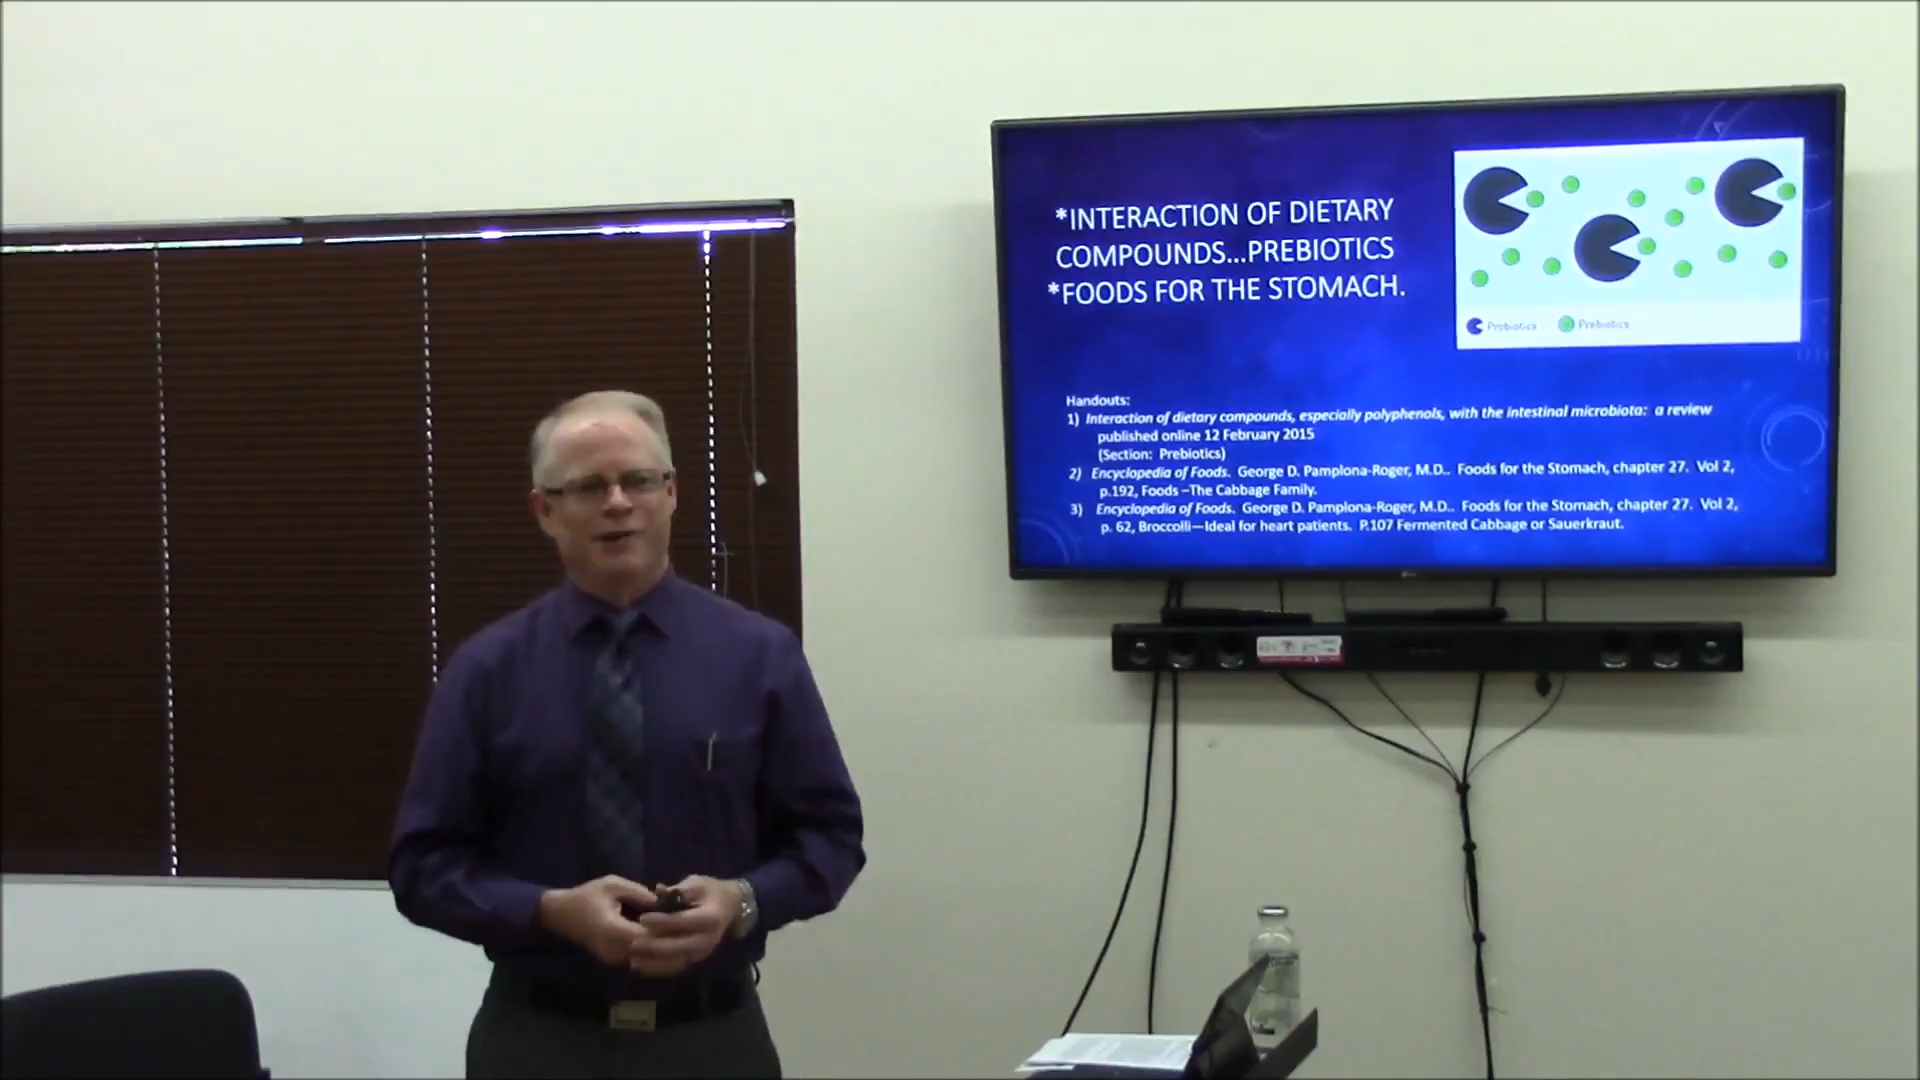 *INTERACTION OF DIETARY
COMPOUNDS...PREBIOTICS
*FOODS FOR THE STOMACH.
Probiotics
Prebiotics
Handouts:
1) Interaction of dietary compounds, especially polyphenols, with the intestinal microbiota: a review
published online 12 February 2015
(Section: Prebiotics)
2) Encyclopedia of Foods. George D. Pamplona-Roger, M.D.. Foods for the Stomach, chapter 27. Vol 2,
p.192, Foods –The Cabbage Family.
3) Encyclopedia of Foods. George D. Pamplona-Roger, M.D.. Foods for the Stomach, chapter 27. Vol 2,
p. 62, Broccolli—Ideal for heart patients. P.107 Fermented Cabbage or Sauerkraut.